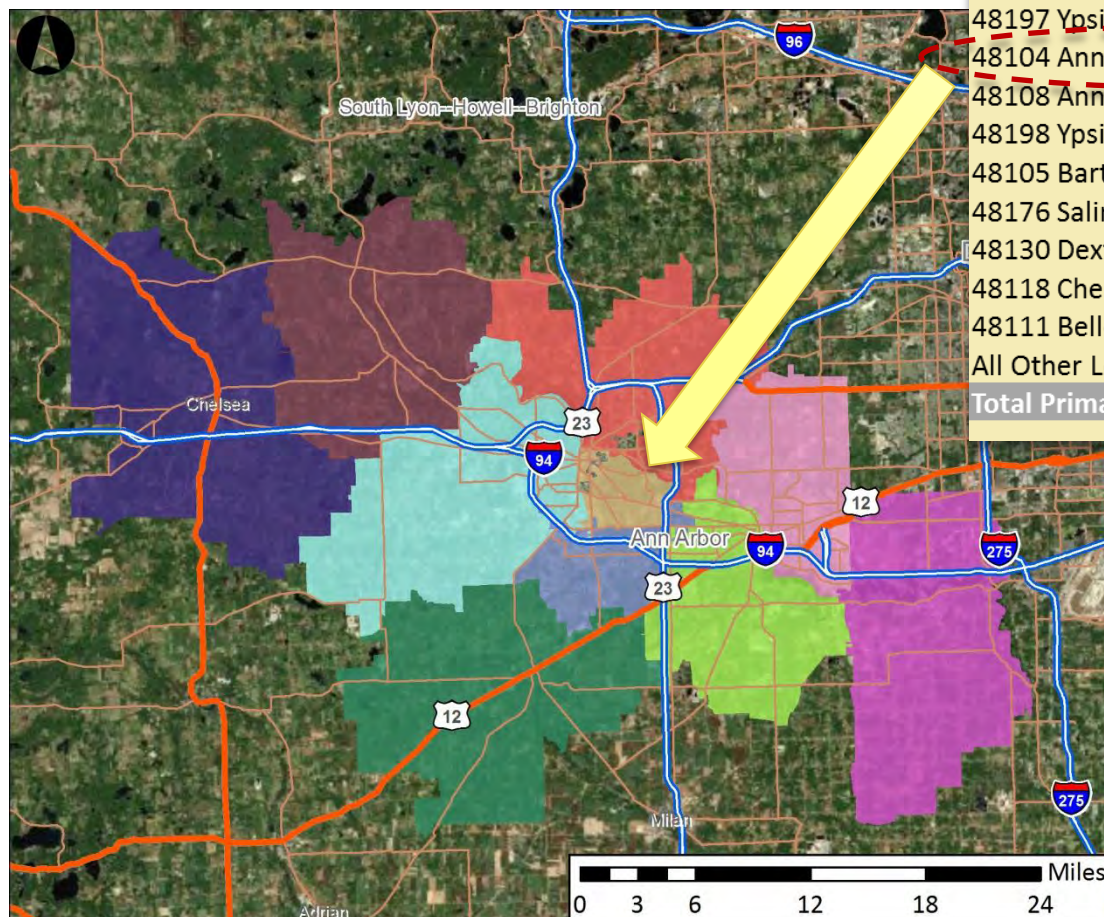 96
South Lyon--Howell--Brighton
48197 Ypsi
48104 Ann
48108 Ann
48198 Ypsi
48105 Bart
48176 Salin
48130 Dext
48118 Che
48111 Bell
All Other L
Total Prima
Chelsea
23
94
12
Ann Arbor
94
275
23
12
275
Milan
Adrian
Miles
0 3 6 12 18 24